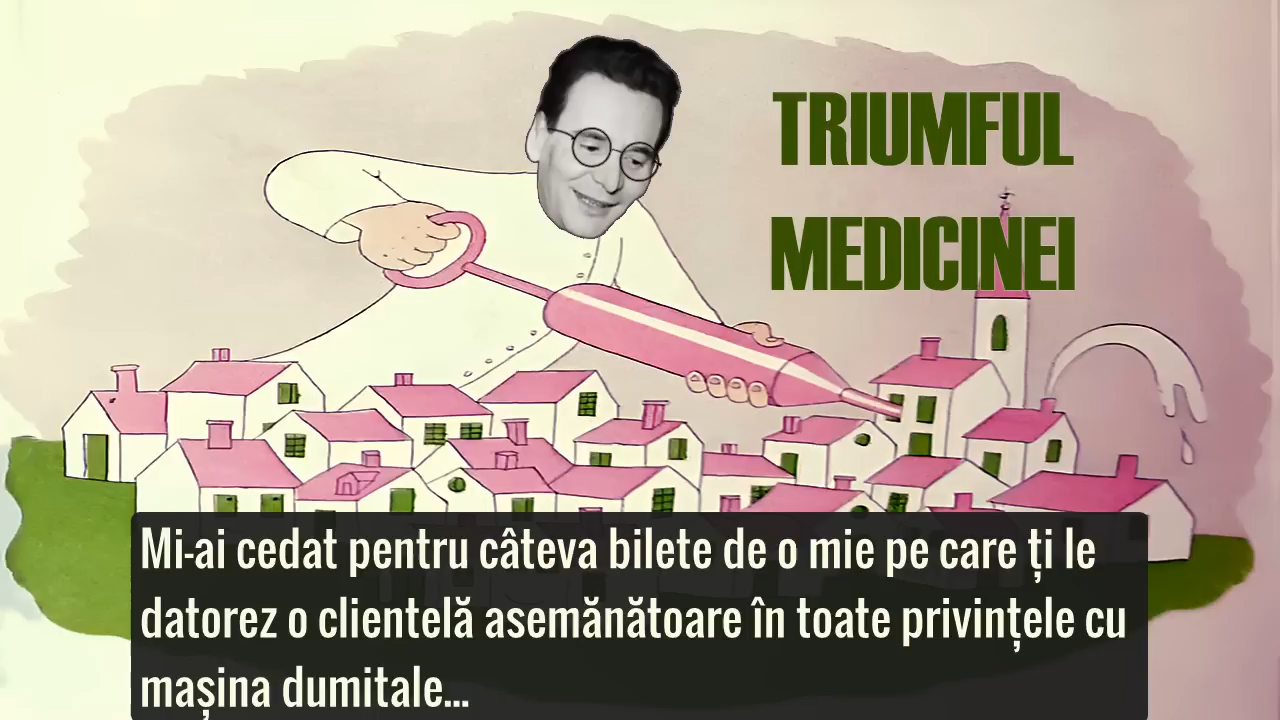 TRIUMFUL
MEDICINEI
Mi-ai cedat pentru câteva bilete de o mie pe care ți le
datorez o clientelă asemănătoare în toate privințele cu
mașina dumitale...